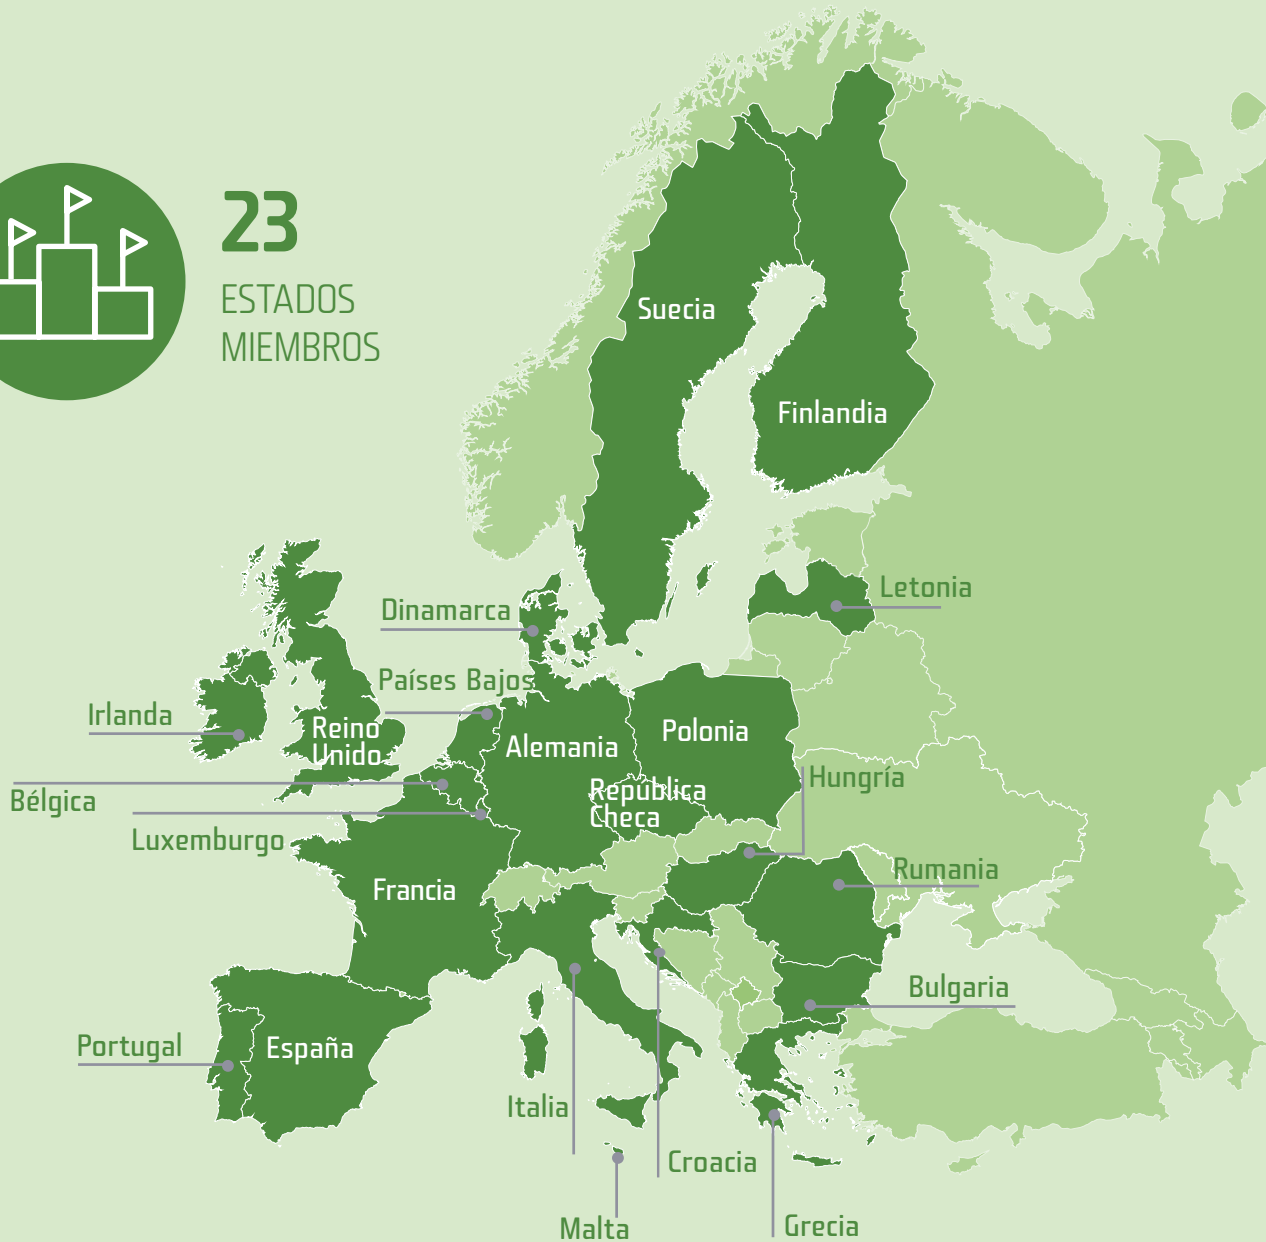 23
ESTADOS
MIEMBROS
Suecia
Finlandia
Letonia
Dinamarca
Países Bajos
Irlanda
Reino
Unido
Alemania
Polonia
Hungría
República
Checa
Bélgica
Luxemburgo
Rumania
Francia
Bulgaria
Portugal
España
Italia
Croacia
Malta
Grecia